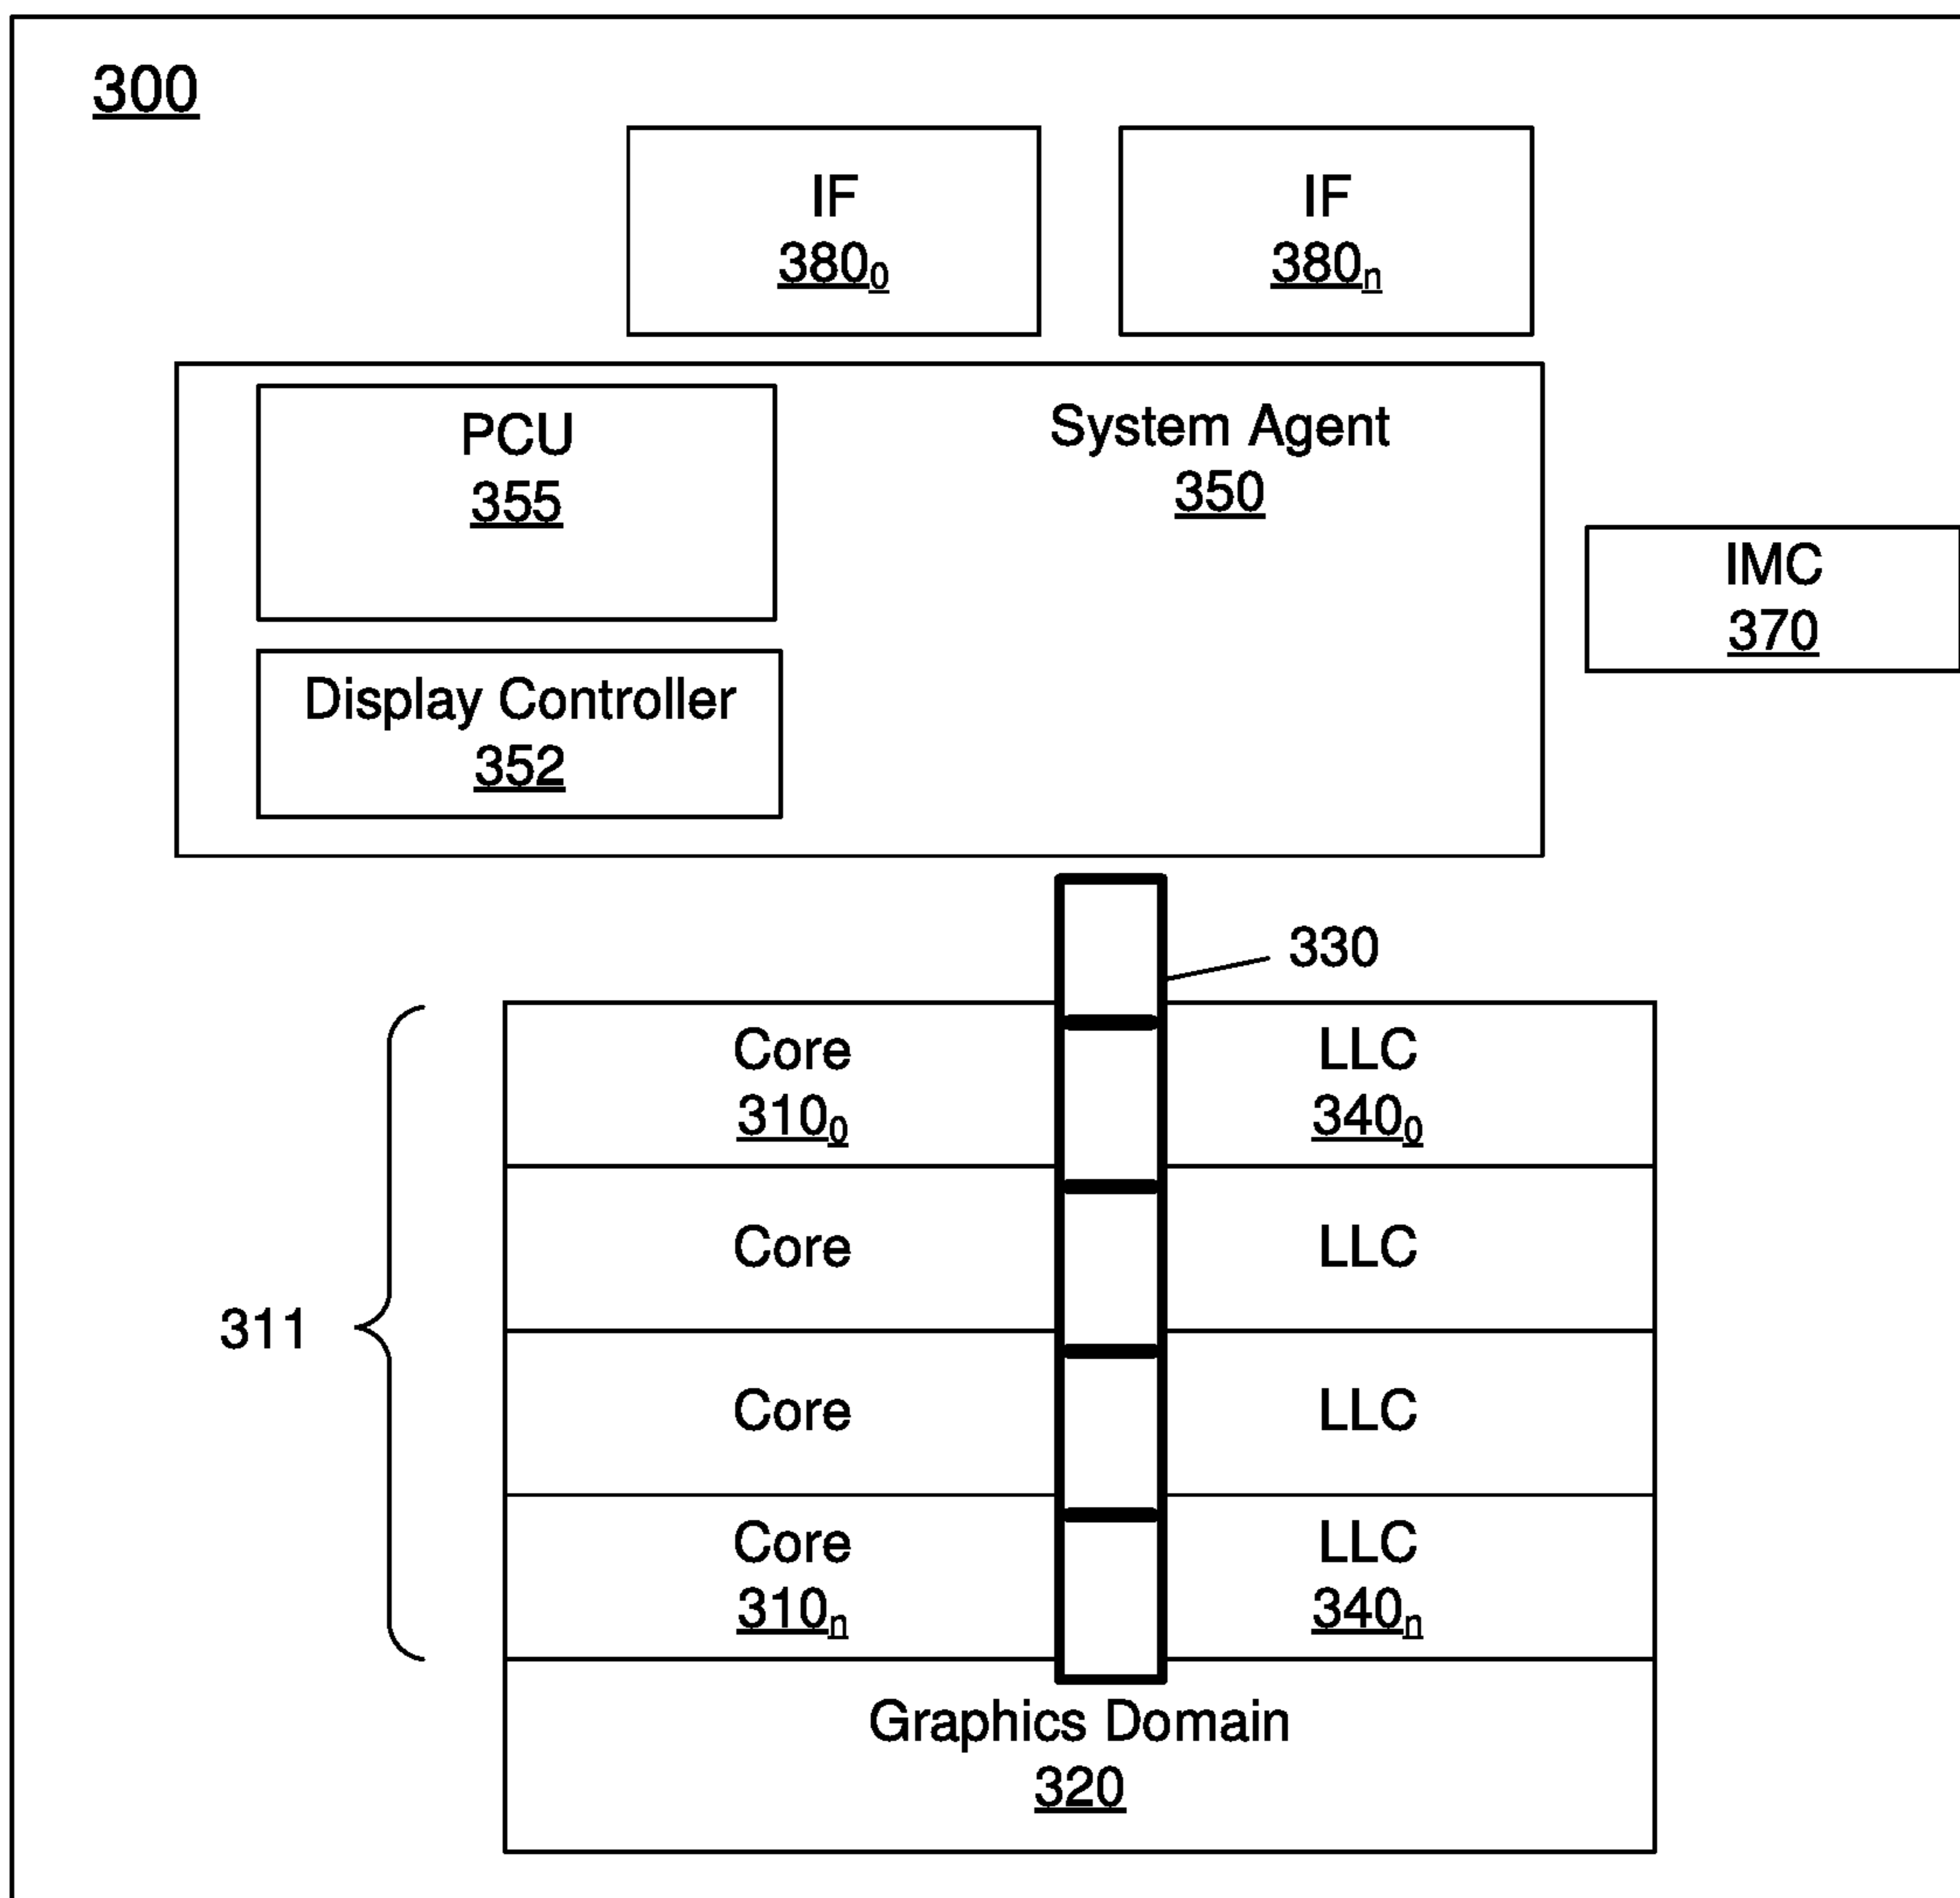 300
IF
380₀
IF
380ₙ
PCU
355
System Agent
350
IMC
370
Display Controller
352
330
Core
310₀
LLC
340₀
Core
LLC
311
Core
LLC
Core
310ₙ
LLC
340ₙ
Graphics Domain
320